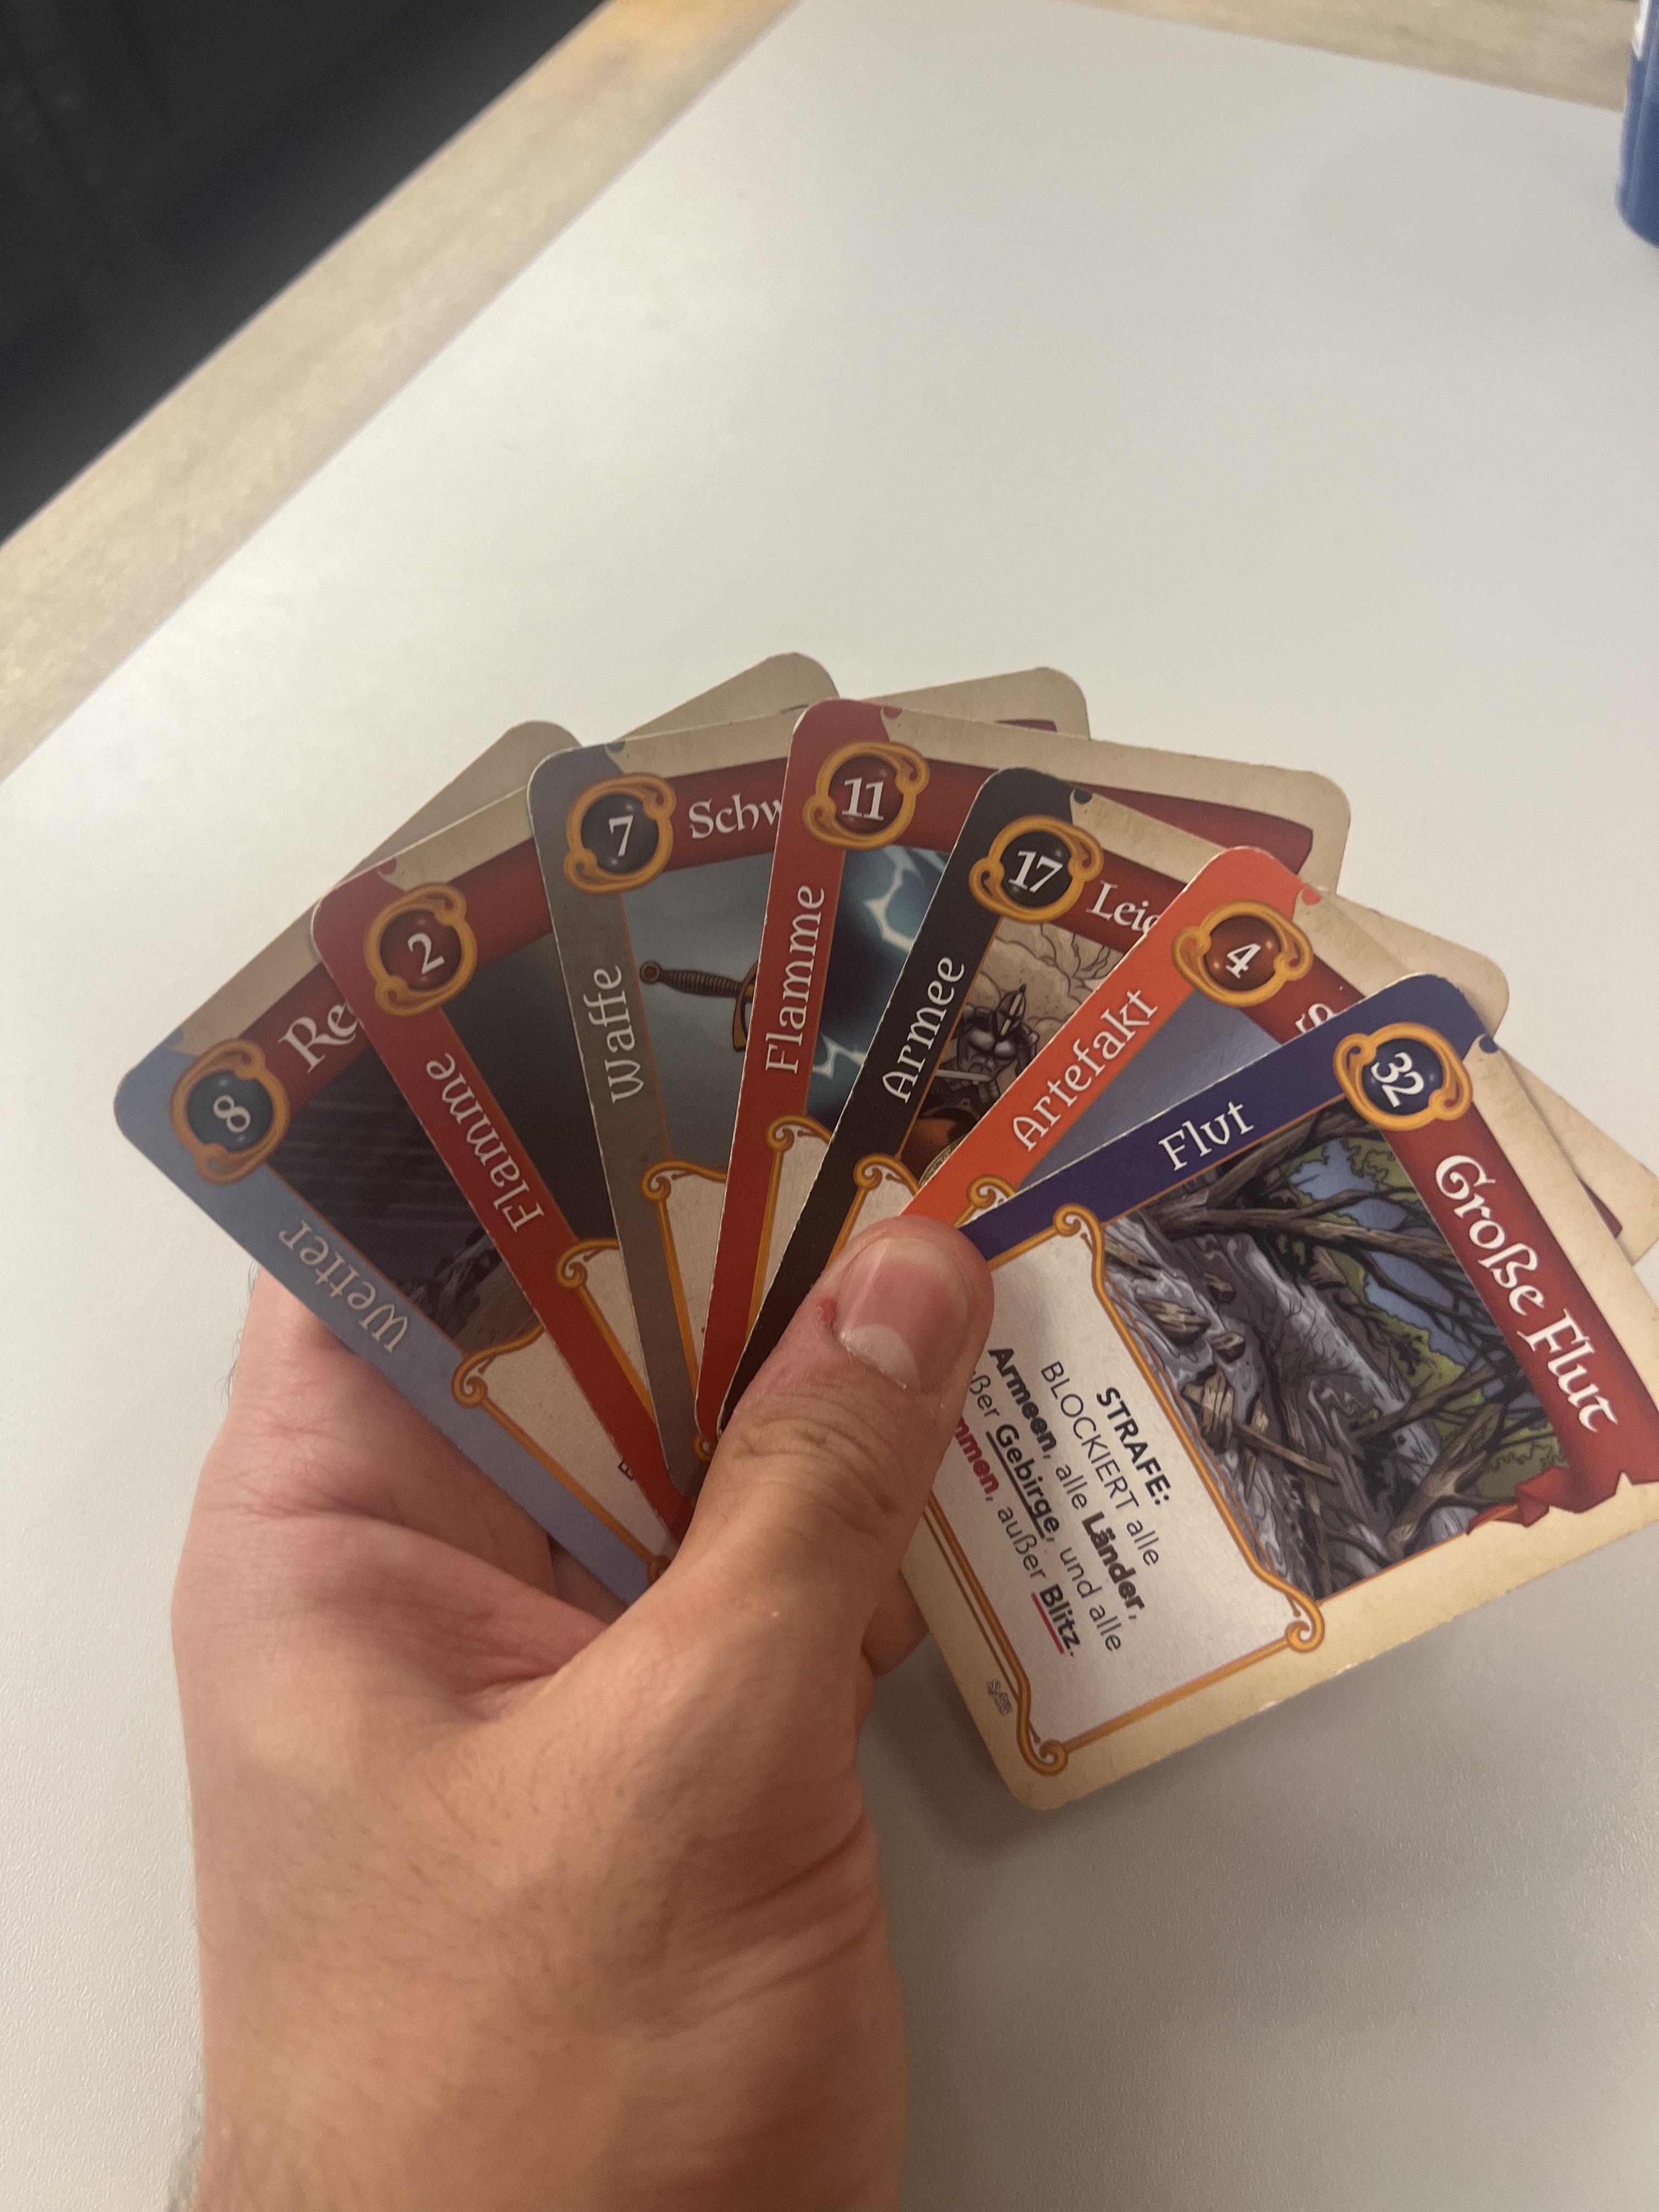 8
Re
Wetter
2
Flamme
7
Schw
Waffe
11
Flamme
17
Leic
Armee
4
S
Artefakt
32
Große Flut
Flut
STRAFE:
BLOCKIERT alle
Armeen, alle Länder,
ßer Gebirge, und alle
mmen, außer Blitz.